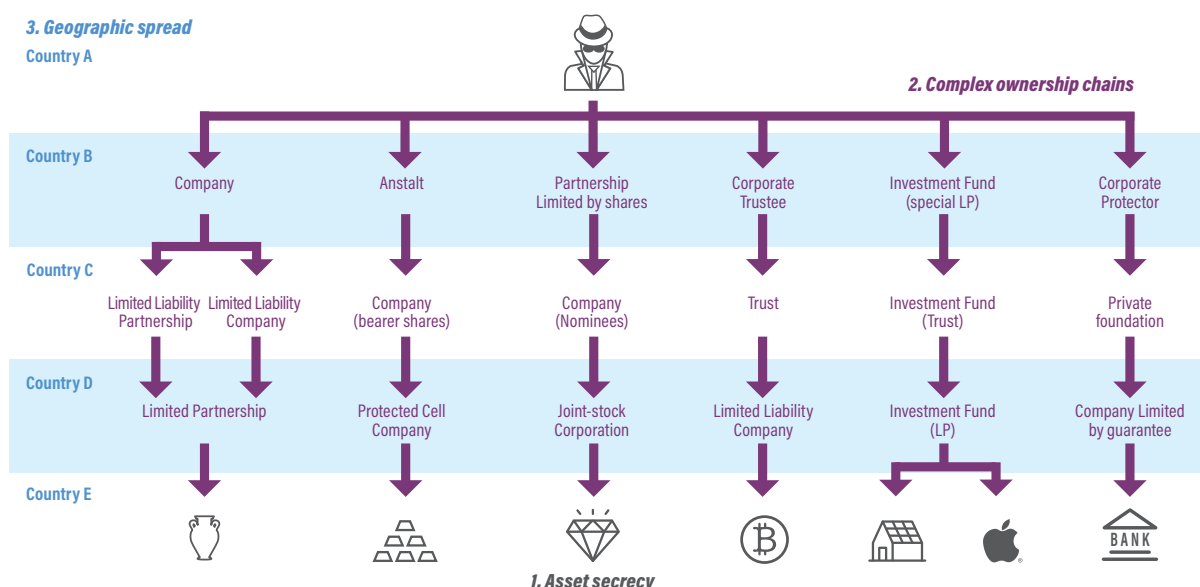 3. Geographic spread
Country A
2. Complex ownership chains
Country B
Company
Anstalt
Partnership
Limited by shares
Corporate
Trustee
Investment Fund
(special LP)
Corporate
Protector
Country C
Limited Liability
Partnership
Limited Liability
Company
Company
(bearer shares)
Company
(Nominees)
Trust
Investment Fund
(Trust)
Private
foundation
Country D
Limited Partnership
Protected Cell
Company
Joint-stock
Corporation
Limited Liability
Company
Investment Fund
(LP)
Company Limited
by guarantee
Country E
BANK
1. Asset secrecy